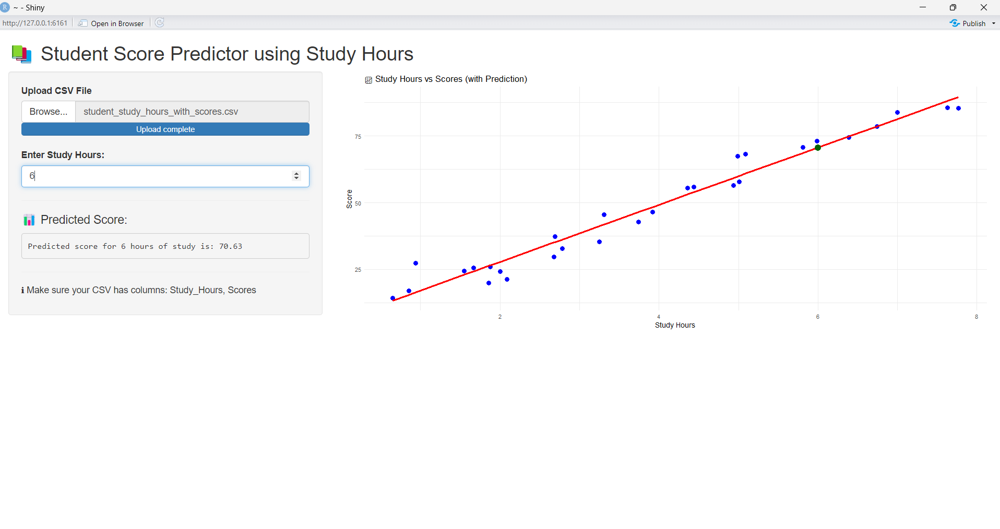 R ~ - Shiny
http://127.0.0.1:6161 Open in Browser Publish
Student Score Predictor using Study Hours
Upload CSV File
Browse... student_study_hours_with_scores.csv
Upload complete
Enter Study Hours:
6
Predicted Score:
Predicted score for 6 hours of study is: 70.63
ℹ Make sure your CSV has columns: Study_Hours, Scores
Study Hours vs Scores (with Prediction)
Score
75
50
25
2 4 6 8
Study Hours